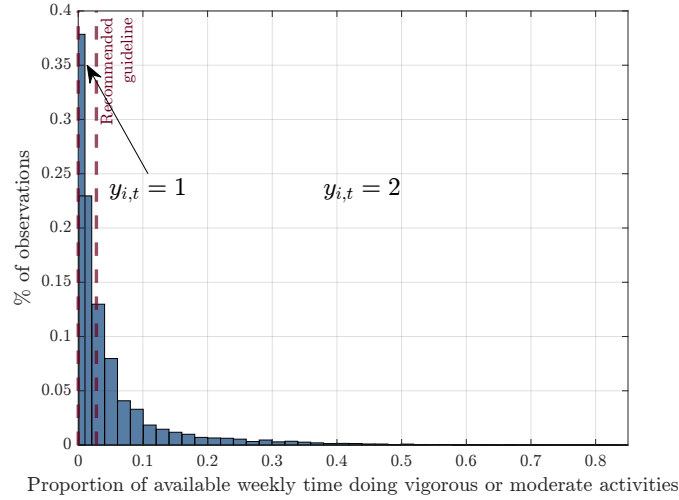 0.4
0.35
0.3
0.25
0.2
0.15
0.1
0.05
0
% of observations
Recommended
guideline
y_{i,t} = 1
y_{i,t} = 2
0 0.1 0.2 0.3 0.4 0.5 0.6 0.7 0.8
Proportion of available weekly time doing vigorous or moderate activities